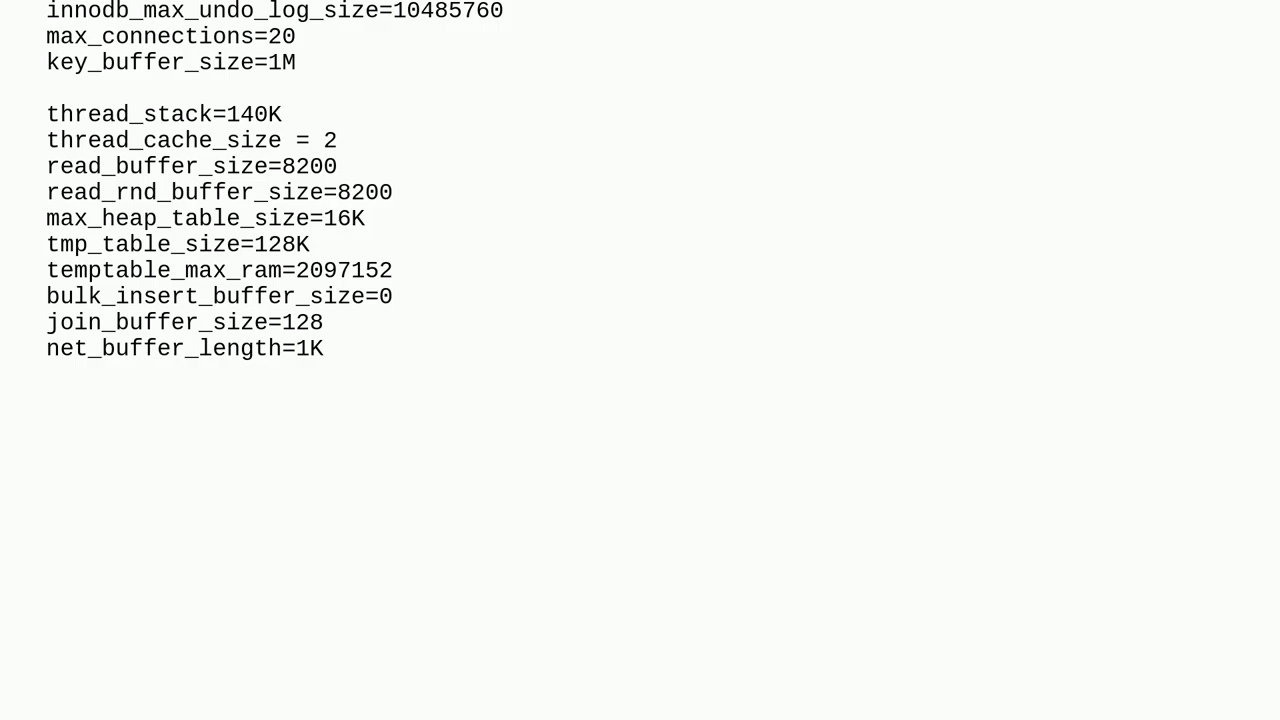 innodb_max_undo_log_size=10485760
max_connections=20
key_buffer_size=1M

thread_stack=140K
thread_cache_size = 2
read_buffer_size=8200
read_rnd_buffer_size=8200
max_heap_table_size=16K
tmp_table_size=128K
temptable_max_ram=2097152
bulk_insert_buffer_size=0
join_buffer_size=128
net_buffer_length=1K